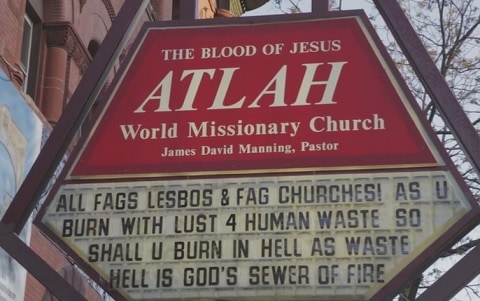 THE BLOOD OF JESUS
ATLAH
World Missionary Church
James David Manning, Pastor
ALL FAGS LESBOS & FAG CHURCHES! AS U
BURN WITH LUST 4 HUMAN WASTE SO
SHALL U BURN IN HELL AS WASTE
HELL IS GOD'S SEWER OF FIRE